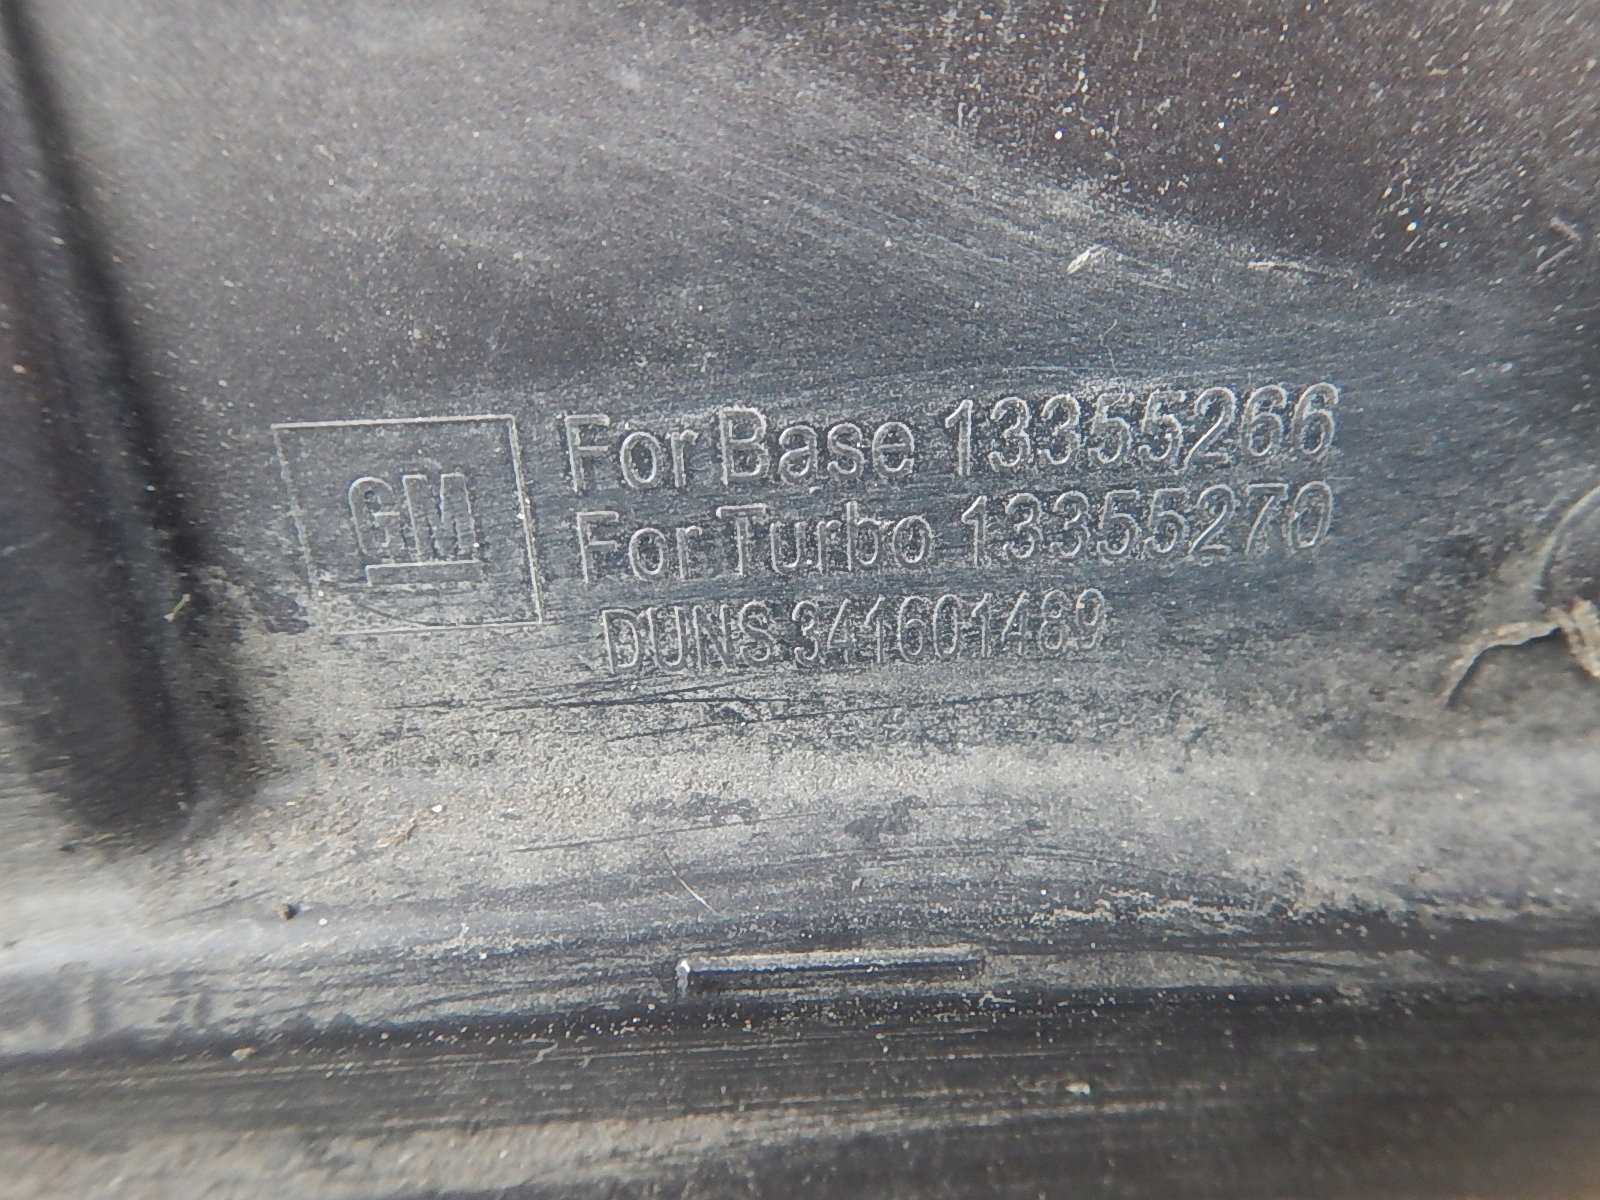 GM
For Base 13355266
For Turbo 13355270
DUNS 341601489